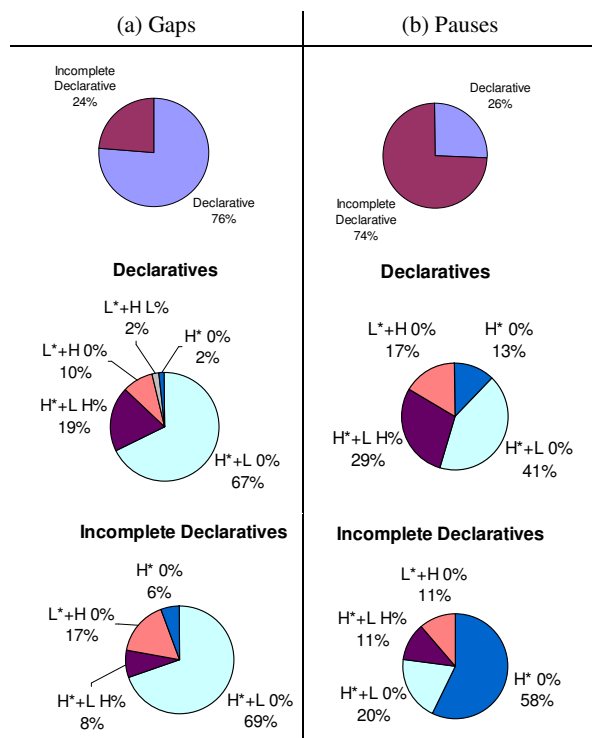 (a) Gaps
(b) Pauses
Incomplete
Declarative
24%
Declarative
76%
Declarative
26%
Incomplete
Declarative
74%
Declaratives
L*+H L%
2%
H* 0%
2%
L*+H 0%
10%
H*+L H%
19%
H*+L 0%
67%
Declaratives
L*+H 0%
17%
H* 0%
13%
H*+L H%
29%
H*+L 0%
41%
Incomplete Declaratives
H* 0%
6%
L*+H 0%
17%
H*+L H%
8%
H*+L 0%
69%
Incomplete Declaratives
L*+H 0%
11%
H*+L H%
11%
H*+L 0%
20%
H* 0%
58%